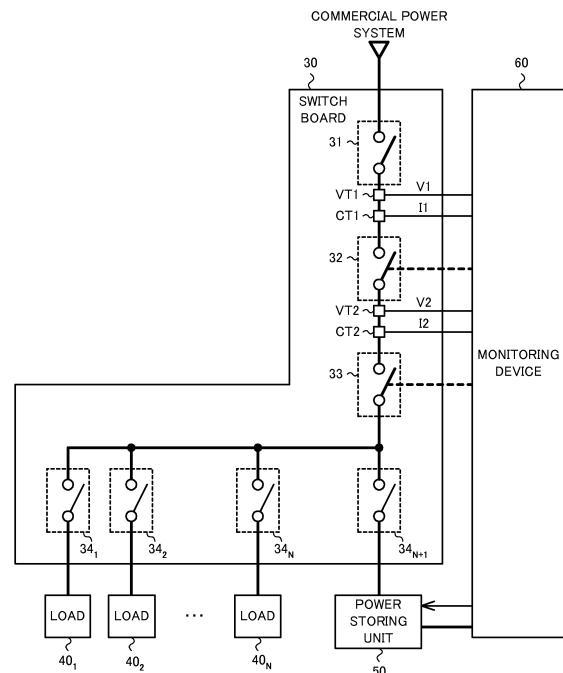 COMMERCIAL POWER
SYSTEM
30
60
SWITCH
BOARD
31
VT1
V1
CT1
I1
32
VT2
V2
CT2
I2
33
MONITORING
DEVICE
34₁
34₂
34N
34N+1
LOAD
LOAD
...
LOAD
POWER
STORING
UNIT
40₁
40₂
40N
50